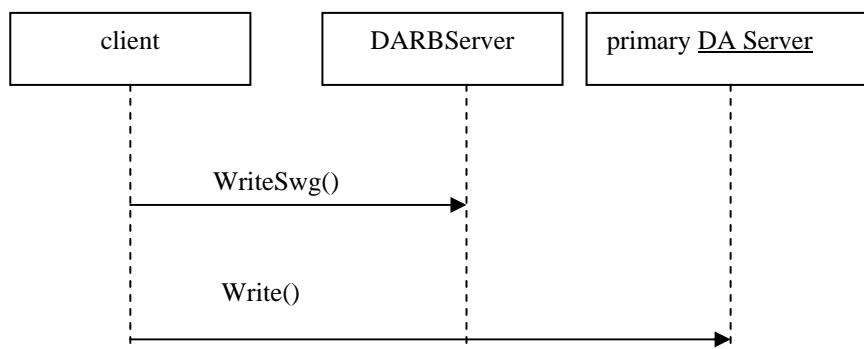 client
DARBServer
primary DA Server
WriteSwg()
Write()